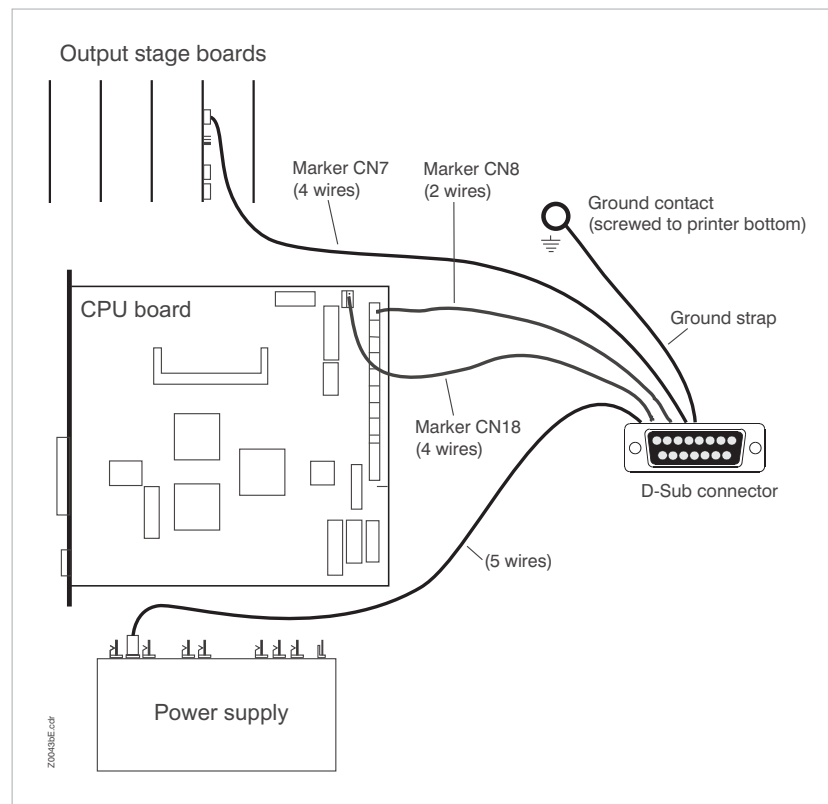 Output stage boards
Marker CN7
(4 wires)
Marker CN8
(2 wires)
Ground contact
(screwed to printer bottom)
CPU board
Ground strap
Marker CN18
(4 wires)
D-Sub connector
(5 wires)
Power supply
Z0043bE.cdr